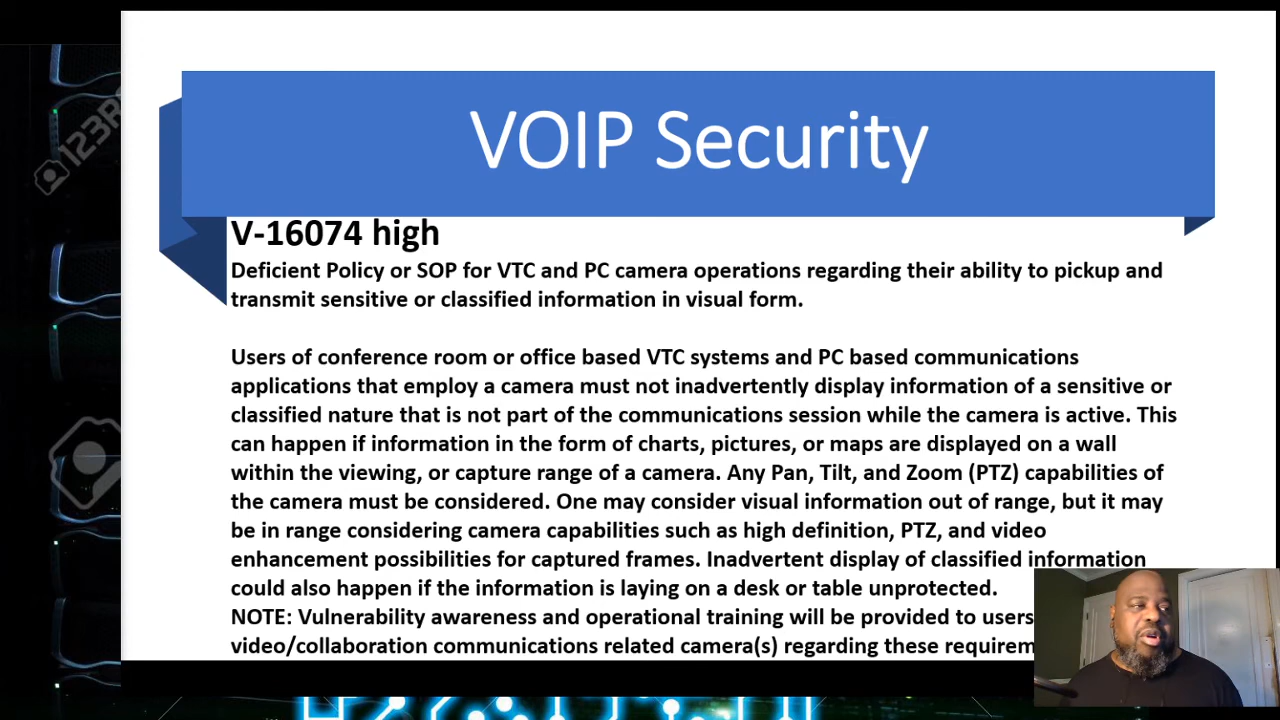 VOIP Security
V-16074 high
Deficient Policy or SOP for VTC and PC camera operations regarding their ability to pickup and
transmit sensitive or classified information in visual form.
Users of conference room or office based VTC systems and PC based communications
applications that employ a camera must not inadvertently display information of a sensitive or
classified nature that is not part of the communications session while the camera is active. This
can happen if information in the form of charts, pictures, or maps are displayed on a wall
within the viewing, or capture range of a camera. Any Pan, Tilt, and Zoom (PTZ) capabilities of
the camera must be considered. One may consider visual information out of range, but it may
be in range considering camera capabilities such as high definition, PTZ, and video
enhancement possibilities for captured frames. Inadvertent display of classified information
could also happen if the information is laying on a desk or table unprotected.
NOTE: Vulnerability awareness and operational training will be provided to users
video/collaboration communications related camera(s) regarding these